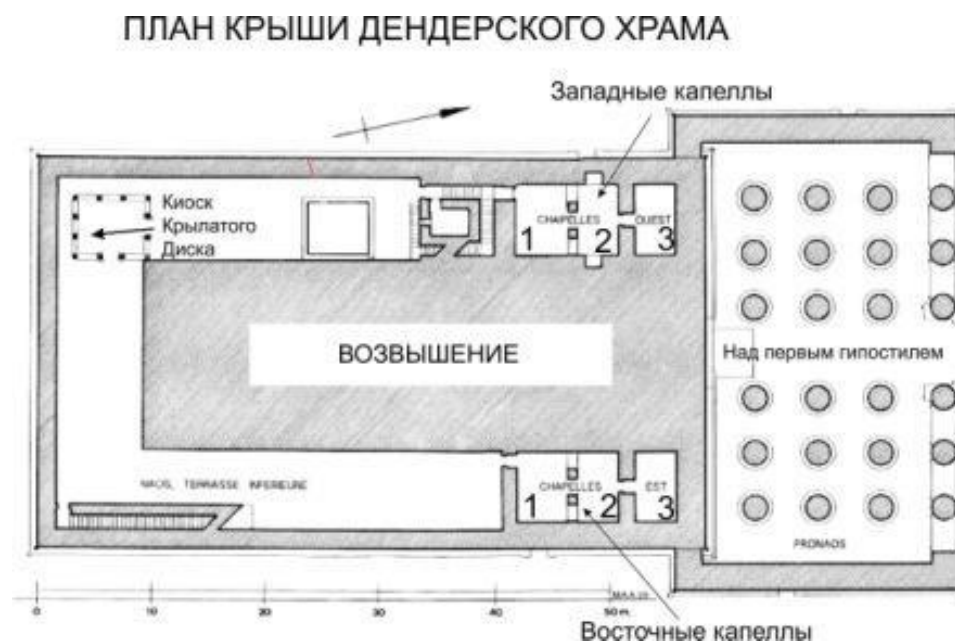 ПЛАН КРЫШИ ДЕНДЕРСКОГО ХРАМА
Западные капеллы
Киоск
Крылатого
Диска
CHAPELLES
OUEST
1
2
3
ВОЗВЫШЕНИЕ
Над первым гипостилем
NAOS, TERRASSE INFERIEURE
CHAPELLES
EST
1
2
3
PRONAOS
0
10
20
30
40
50 m.
Восточные капеллы